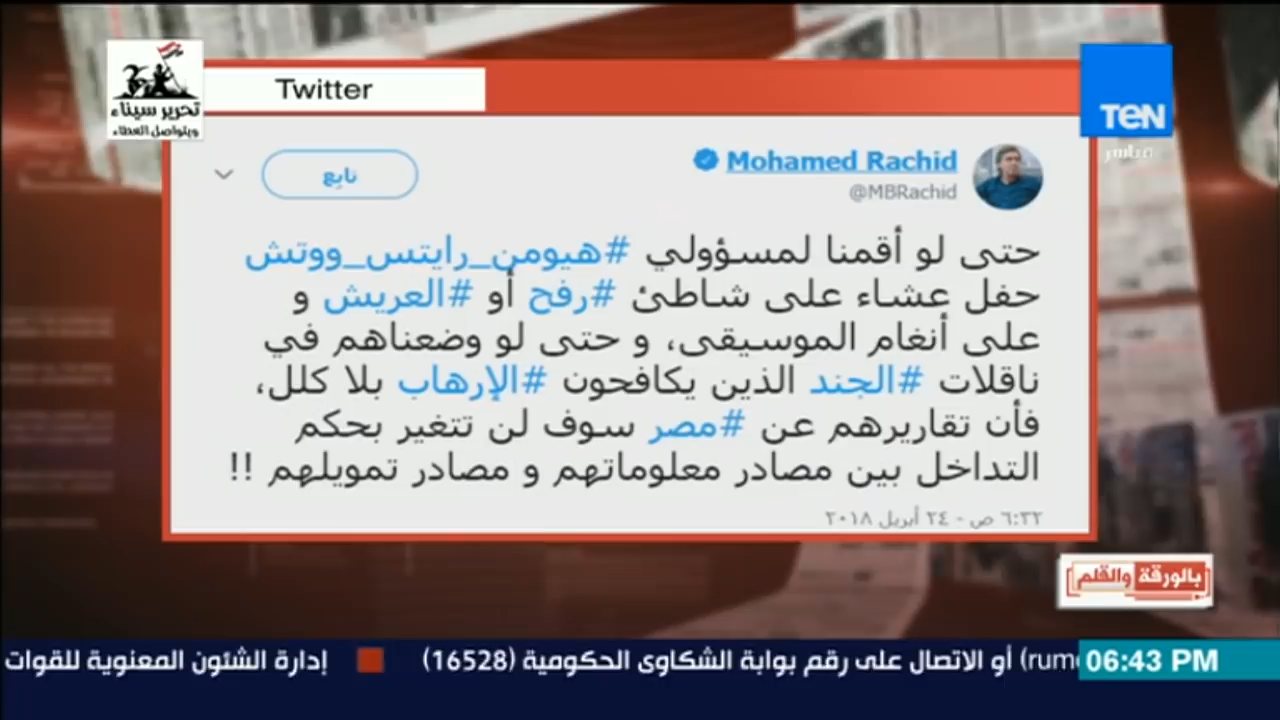 تحرير سيناء
ويتواصل العطاء
Twitter
TeN
مباشر
Mohamed Rachid
@MBRachid
تابِع
حتى لو أقمنا لمسؤولي #هيومن_رايتس_ووتش
حفل عشاء على شاطئ #رفح أو #العريش و
على أنغام الموسيقى، و حتى لو وضعناهم في
ناقلات #الجند الذين يكافحون #الإرهاب بلا كلل،
فأن تقاريرهم عن #مصر سوف لن تتغير بحكم
التداخل بين مصادر معلوماتهم و مصادر تمويلهم !!
٦:٣٢ ص - ٢٤ أبريل ٢٠١٨
بالورقة والقلم
06:43 PM
rum) أو الاتصال على رقم بوابة الشكاوى الحكومية (16528)
إدارة الشئون المعنوية للقوات